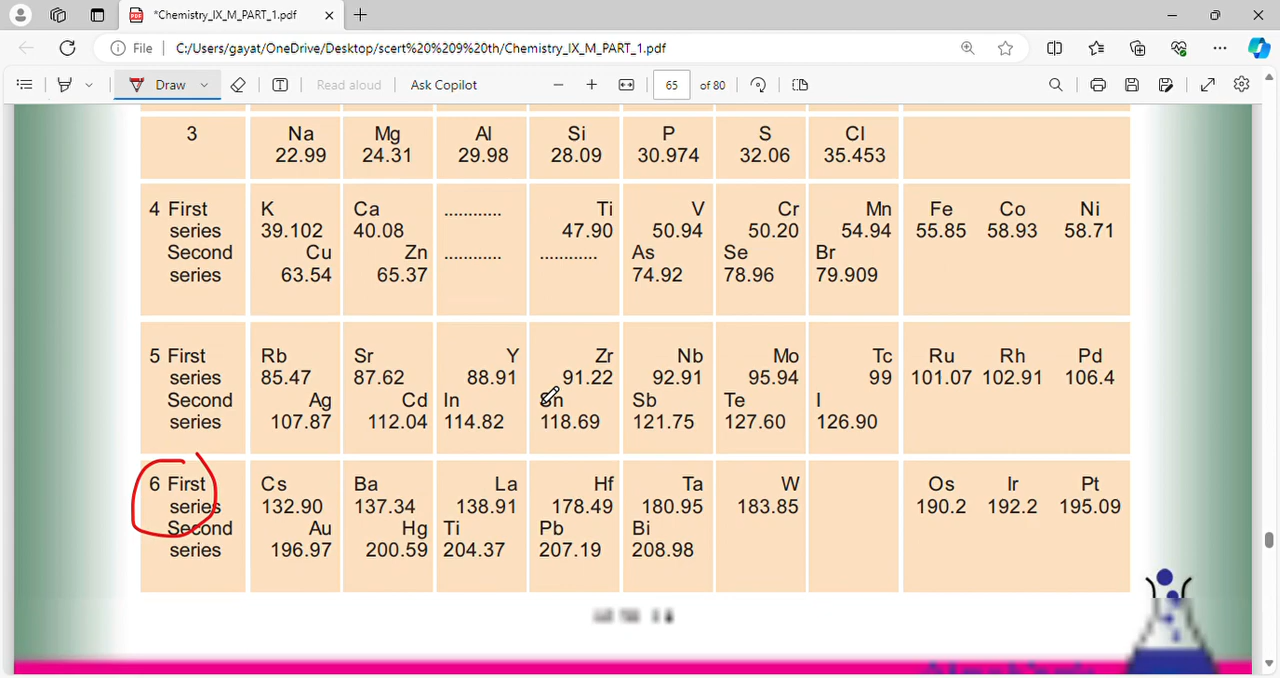 *Chemistry_IX_M_PART_1.pdf
File C:/Users/gayat/OneDrive/Desktop/scert%20%209%20th/Chemistry_IX_M_PART_1.pdf
Draw Read aloud Ask Copilot 65 of 80
3 Na Mg Al Si P S Cl
22.99 24.31 29.98 28.09 30.974 32.06 35.453
4 First K Ca ............ Ti V Cr Mn Fe Co Ni
series 39.102 40.08 47.90 50.94 50.20 54.94 55.85 58.93 58.71
Second Cu Zn ............ ............ As Se Br
series 63.54 65.37 74.92 78.96 79.909
5 First Rb Sr Y Zr Nb Mo Tc Ru Rh Pd
series 85.47 87.62 88.91 91.22 92.91 95.94 99 101.07 102.91 106.4
Second Ag Cd In Sn Sb Te I
series 107.87 112.04 114.82 118.69 121.75 127.60 126.90
6 First Cs Ba La Hf Ta W Os Ir Pt
series 132.90 137.34 138.91 178.49 180.95 183.85 190.2 192.2 195.09
Second Au Hg Ti Pb Bi
series 196.97 200.59 204.37 207.19 208.98